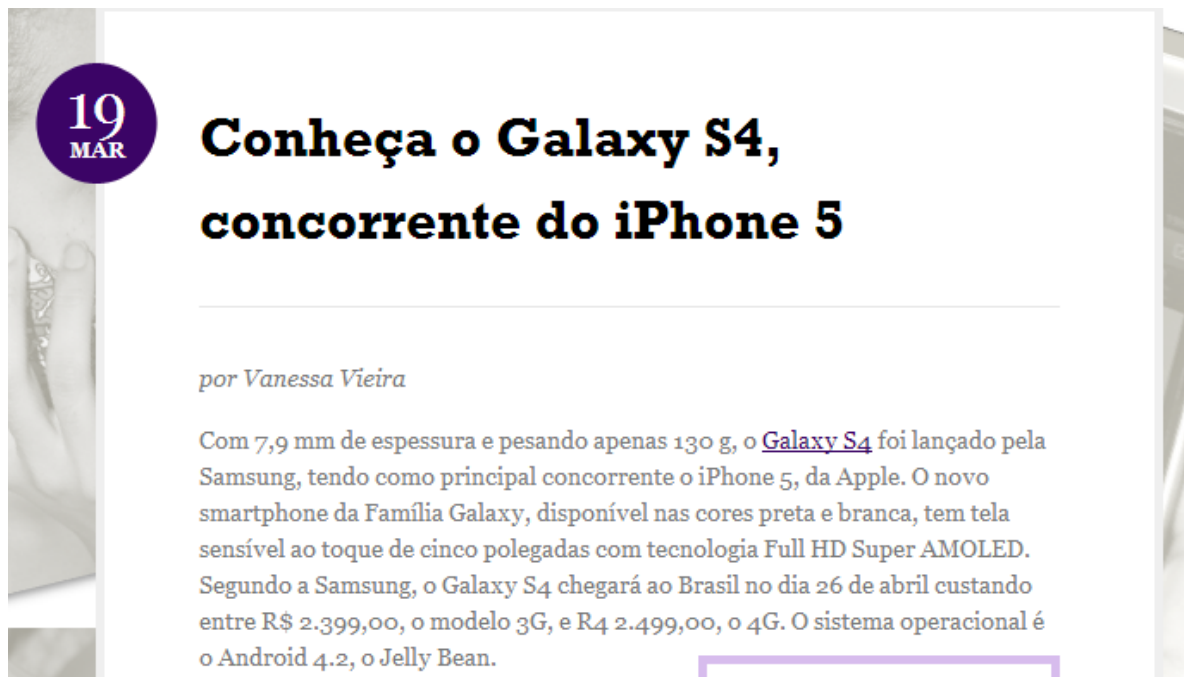 19
MAR
Conheça o Galaxy S4,
concorrente do iPhone 5
por Vanessa Vieira
Com 7,9 mm de espessura e pesando apenas 130 g, o Galaxy S4 foi lançado pela
Samsung, tendo como principal concorrente o iPhone 5, da Apple. O novo
smartphone da Família Galaxy, disponível nas cores preta e branca, tem tela
sensível ao toque de cinco polegadas com tecnologia Full HD Super AMOLED.
Segundo a Samsung, o Galaxy S4 chegará ao Brasil no dia 26 de abril custando
entre R$ 2.399,00, o modelo 3G, e R4 2.499,00, o 4G. O sistema operacional é
o Android 4.2, o Jelly Bean.